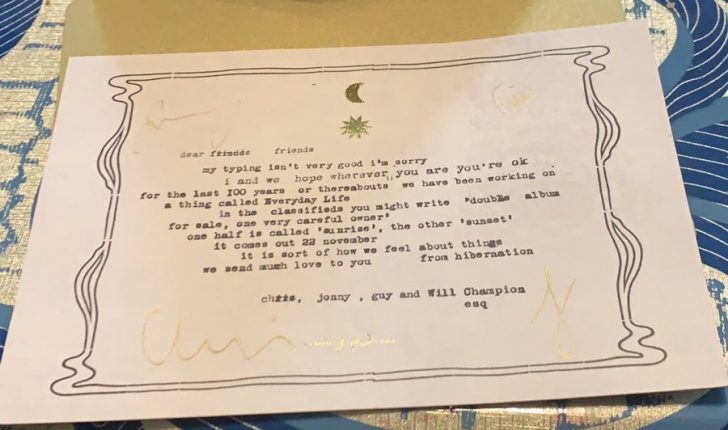 dear friends friends
my typing isn't very good i'm sorry
i and we hope wherever you are you're ok
for the last I00 years or thereabouts we have been working on
a thing called Everyday Life
in the classifieds you might write 'double album
for sale, one very careful owner'
one half is called 'sunrise', the other 'sunset'
it comes out 22 november
it is sort of how we feel about things
we send much love to you from hibernation
chris, jonny , guy and Will Champion
esq